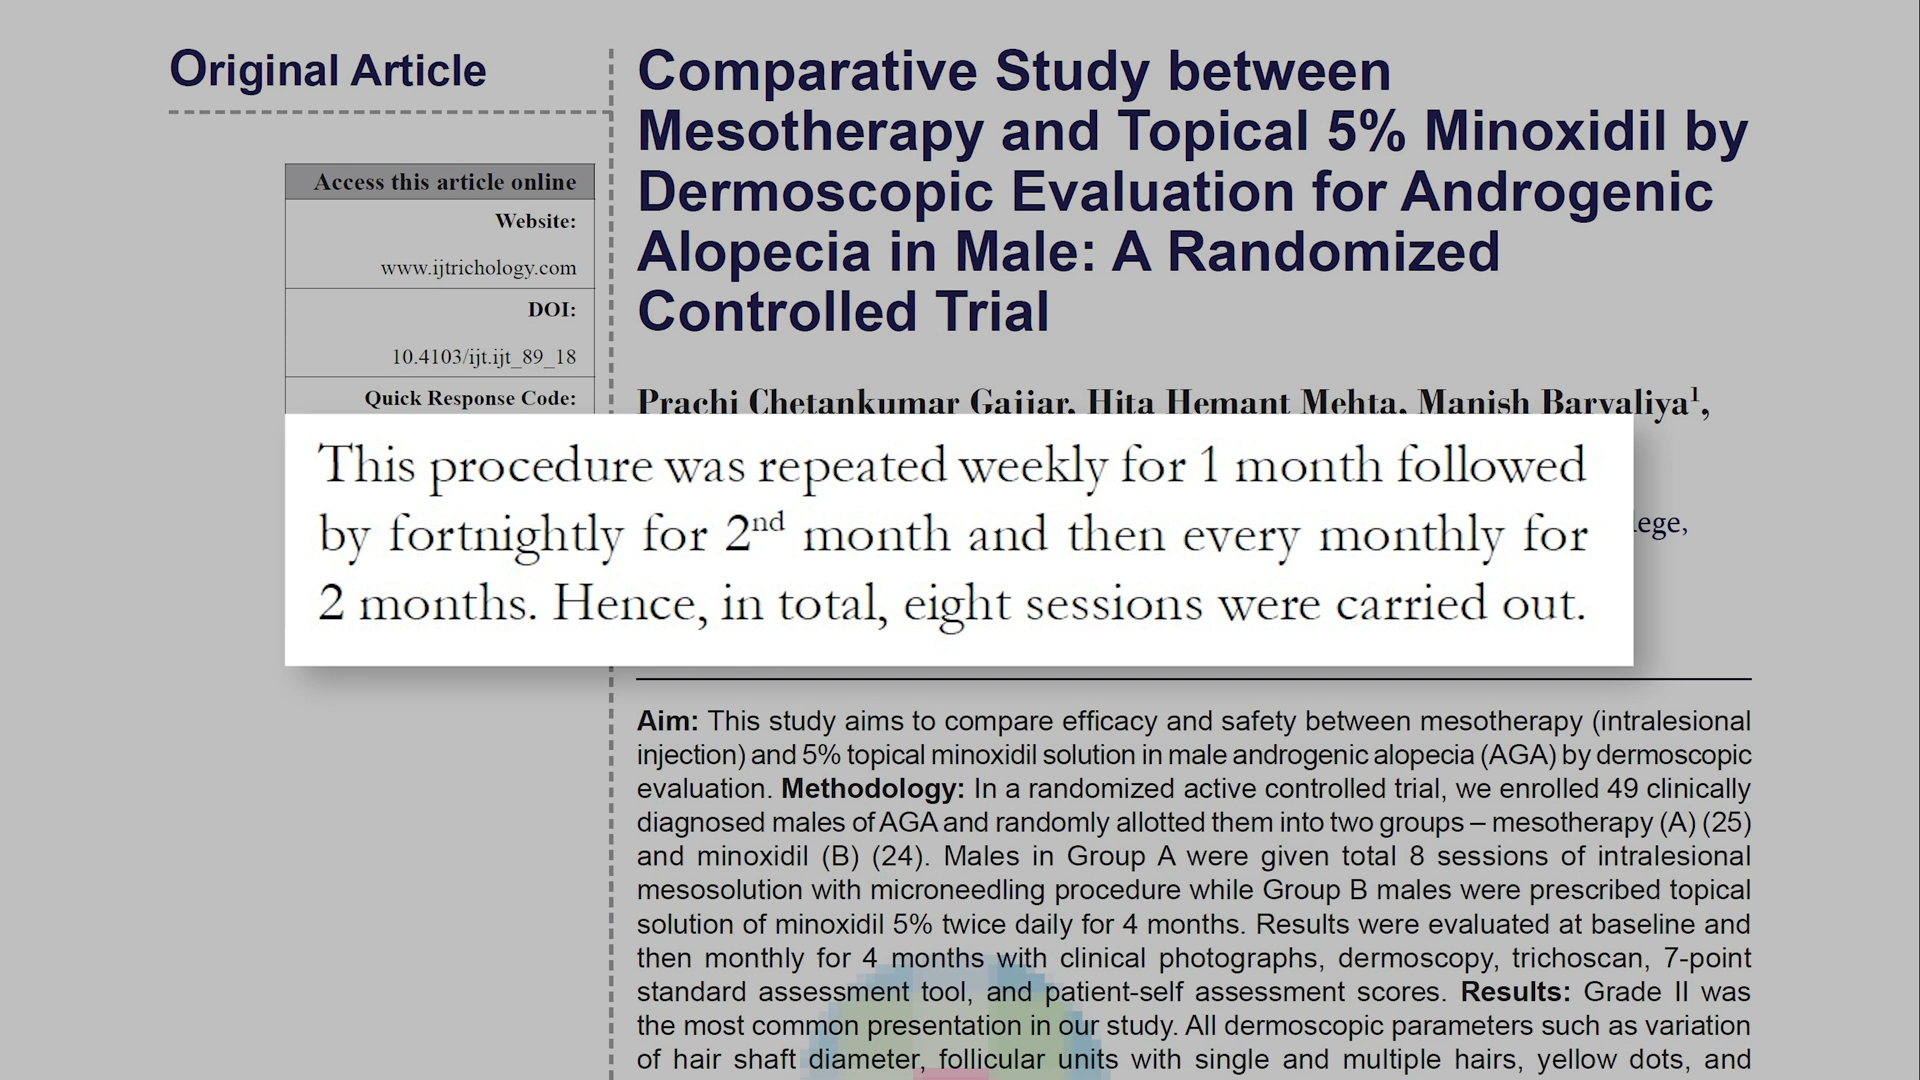 Original Article
Access this article online
Website:
www.ijtrichology.com
DOI:
10.4103/ijt.ijt_89_18
Quick Response Code:
Comparative Study between
Mesotherapy and Topical 5% Minoxidil by
Dermoscopic Evaluation for Androgenic
Alopecia in Male: A Randomized
Controlled Trial
Prachi Chetankumar Gajjar, Hita Hemant Mehta, Manish Barvaliya¹,
This procedure was repeated weekly for 1 month followed
by fortnightly for 2nd month and then every monthly for
2 months. Hence, in total, eight sessions were carried out.
Aim: This study aims to compare efficacy and safety between mesotherapy (intralesional
injection) and 5% topical minoxidil solution in male androgenic alopecia (AGA) by dermoscopic
evaluation. Methodology: In a randomized active controlled trial, we enrolled 49 clinically
diagnosed males of AGA and randomly allotted them into two groups – mesotherapy (A) (25)
and minoxidil (B) (24). Males in Group A were given total 8 sessions of intralesional
mesosolution with microneedling procedure while Group B males were prescribed topical
solution of minoxidil 5% twice daily for 4 months. Results were evaluated at baseline and
then monthly for 4 months with clinical photographs, dermoscopy, trichoscan, 7-point
standard assessment tool, and patient-self assessment scores. Results: Grade II was
the most common presentation in our study. All dermoscopic parameters such as variation
of hair shaft diameter, follicular units with single and multiple hairs, yellow dots, and